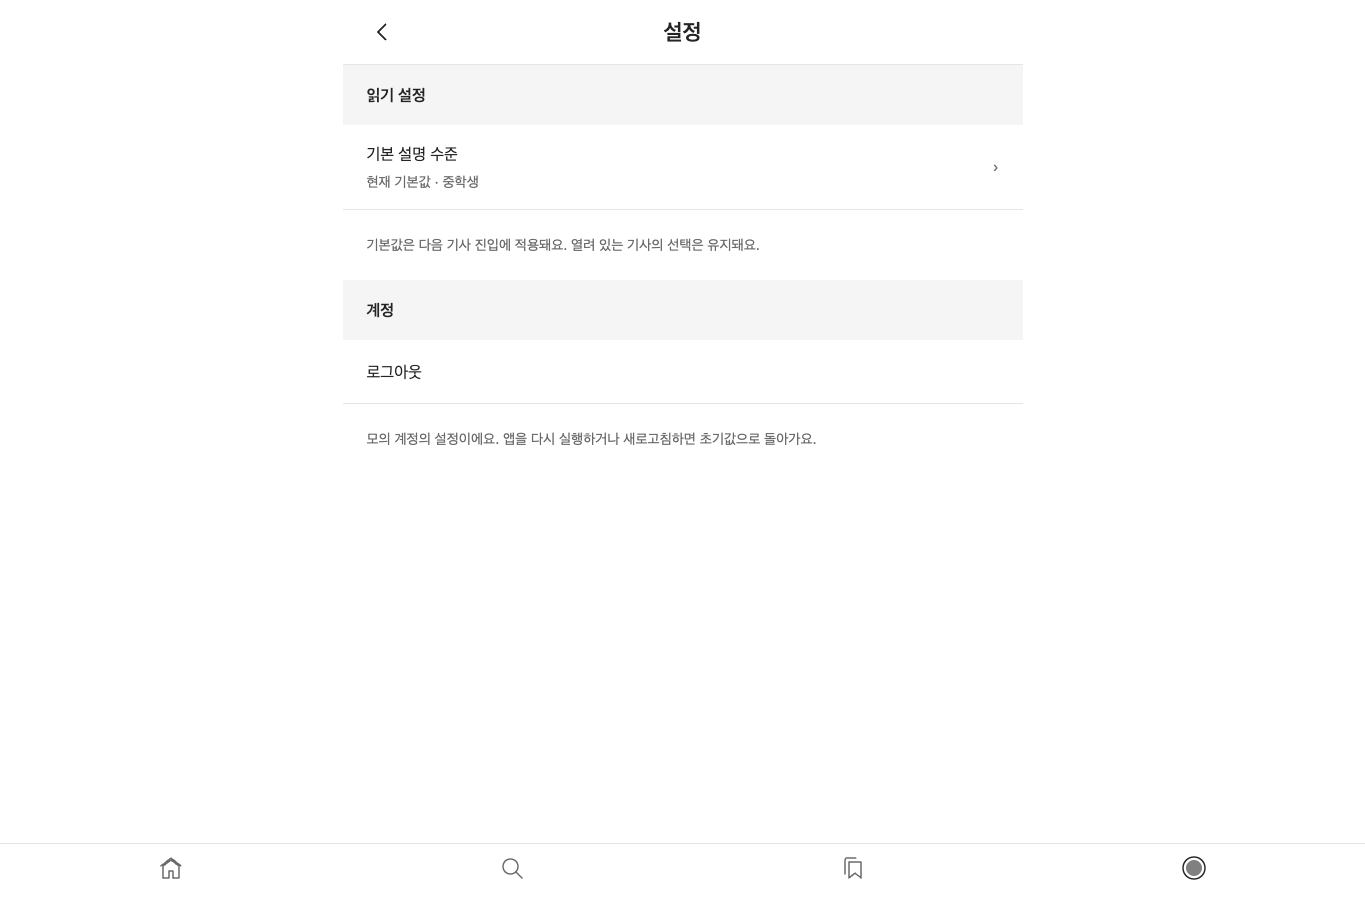 설정
읽기 설정
기본 설명 수준
현재 기본값 · 중학생
기본값은 다음 기사 진입에 적용돼요. 열려 있는 기사의 선택은 유지돼요.
계정
로그아웃
모의 계정의 설정이에요. 앱을 다시 실행하거나 새로고침하면 초기값으로 돌아가요.